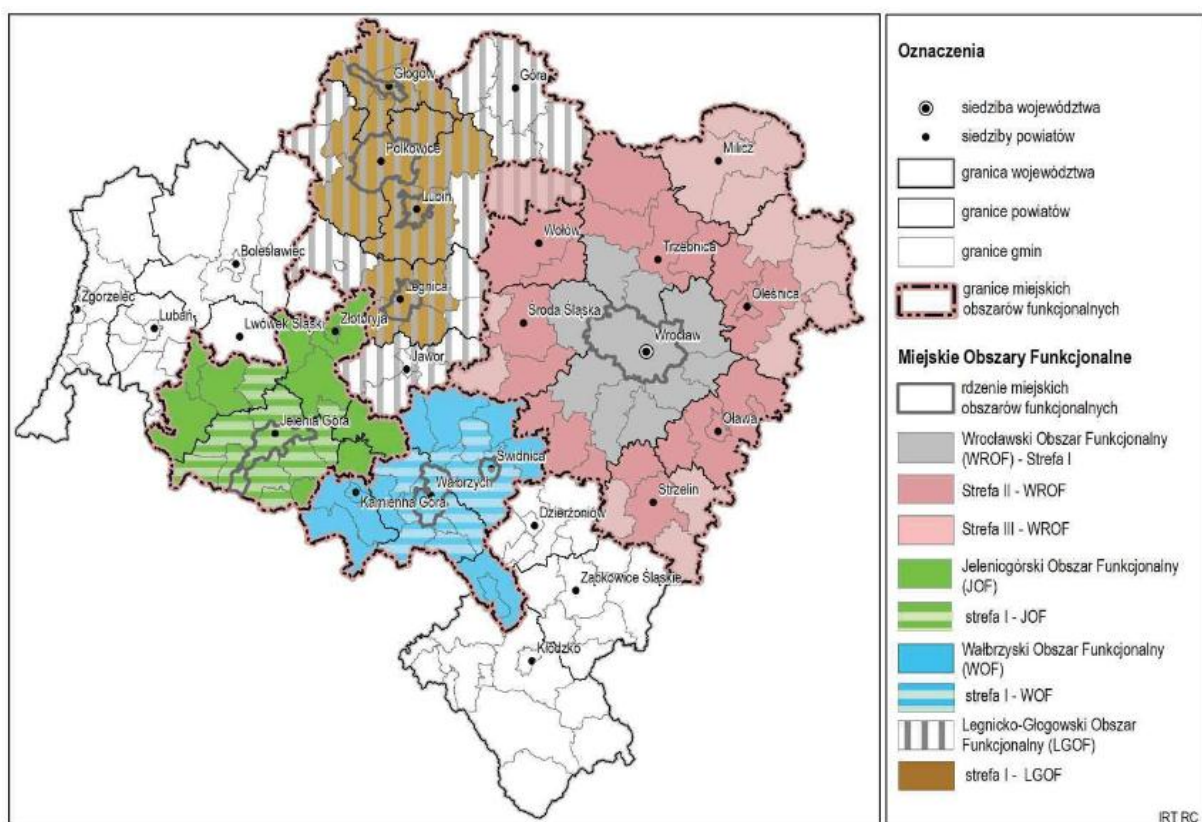 Głogów
Góra
Polkowice
Milicz
Lubin
Wołów
Trzebnica
Bolesławiec
Zgorzelec
Legnica
Oleśnica
Lubań
Środa Śląska
Lwówek Śląski
Złotoryja
Wrocław
Jawor
Jelenia Góra
Oława
Świdnica
Wałbrzych
Kamienna Góra
Strzelin
Dzierżoniów
Ząbkowice Śląskie
Kłodzko
Oznaczenia
siedziba województwa
siedziby powiatów
granica województwa
granice powiatów
granice gmin
granice miejskich
obszarów funkcjonalnych
Miejskie Obszary Funkcjonalne
rdzenie miejskich
obszarów funkcjonalnych
Wrocławski Obszar Funkcjonalny
(WROF) - Strefa I
Strefa II - WROF
Strefa III - WROF
Jeleniogórski Obszar Funkcjonalny
(JOF)
strefa I - JOF
Wałbrzyski Obszar Funkcjonalny
(WOF)
strefa I - WOF
Legnicko-Głogowski Obszar
Funkcjonalny (LGOF)
strefa I - LGOF
IRT RC